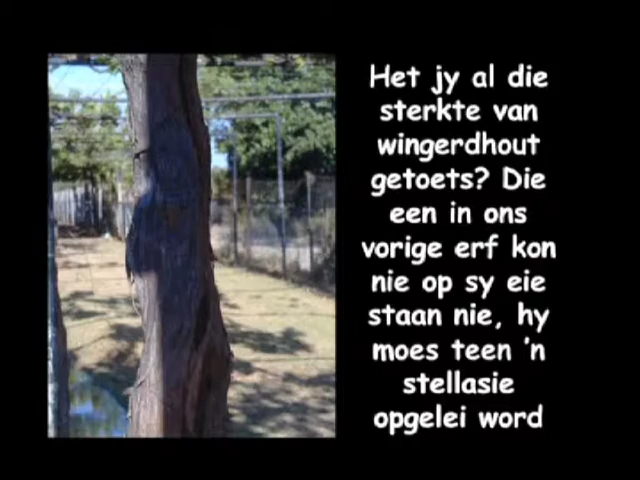 Het jy al die
sterkte van
wingerdhout
getoets? Die
een in ons
vorige erf kon
nie op sy eie
staan nie, hy
moes teen 'n
stellasie
opgelei word